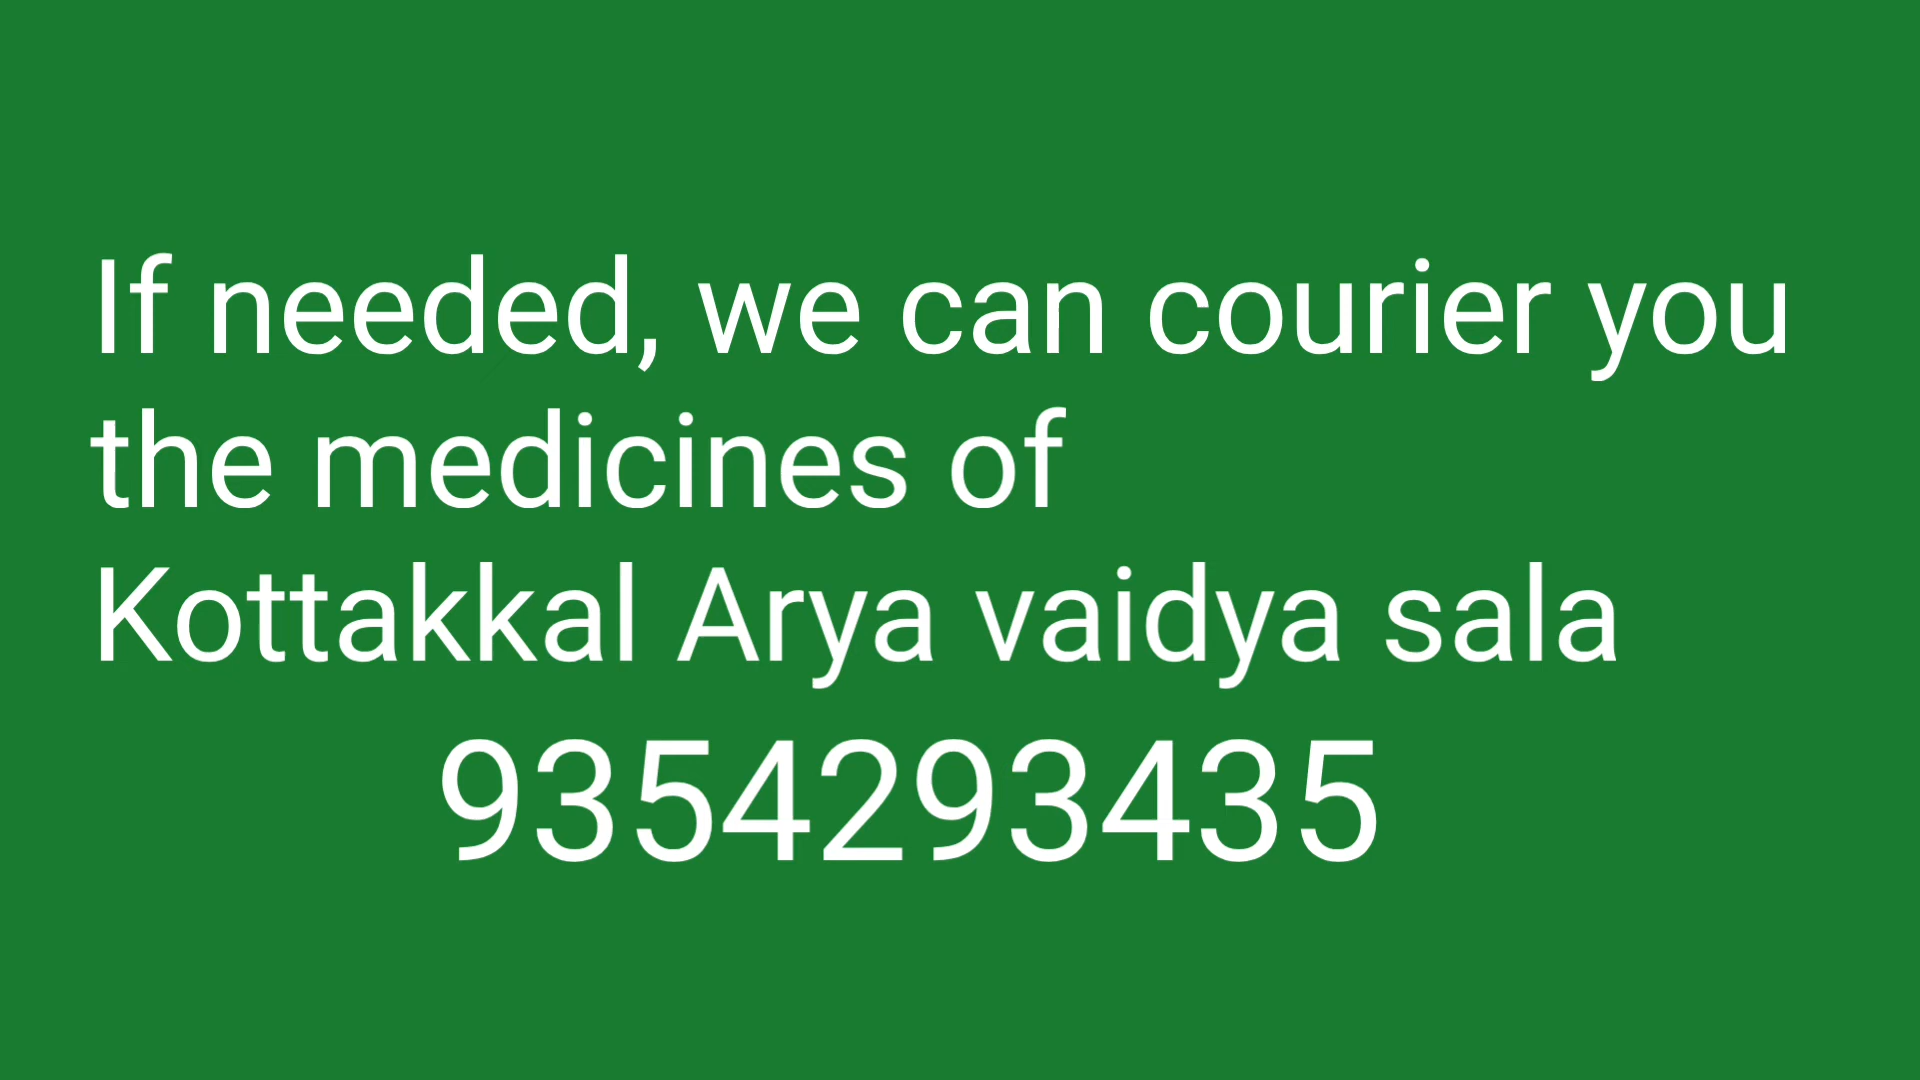 If needed, we can courier you
the medicines of
Kottakkal Arya vaidya sala
9354293435